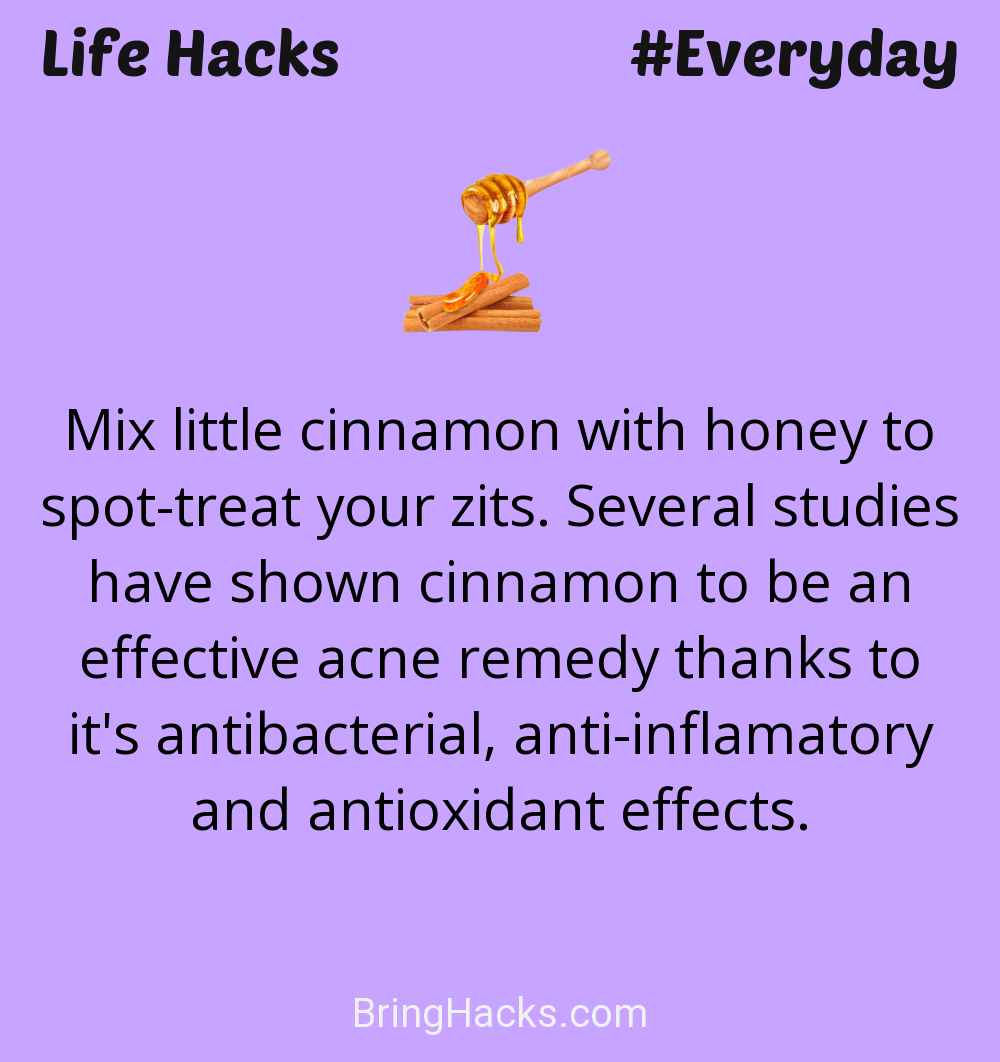 Life Hacks
#Everyday
Mix little cinnamon with honey to
spot-treat your zits. Several studies
have shown cinnamon to be an
effective acne remedy thanks to
it's antibacterial, anti-inflamatory
and antioxidant effects.
BringHacks.com